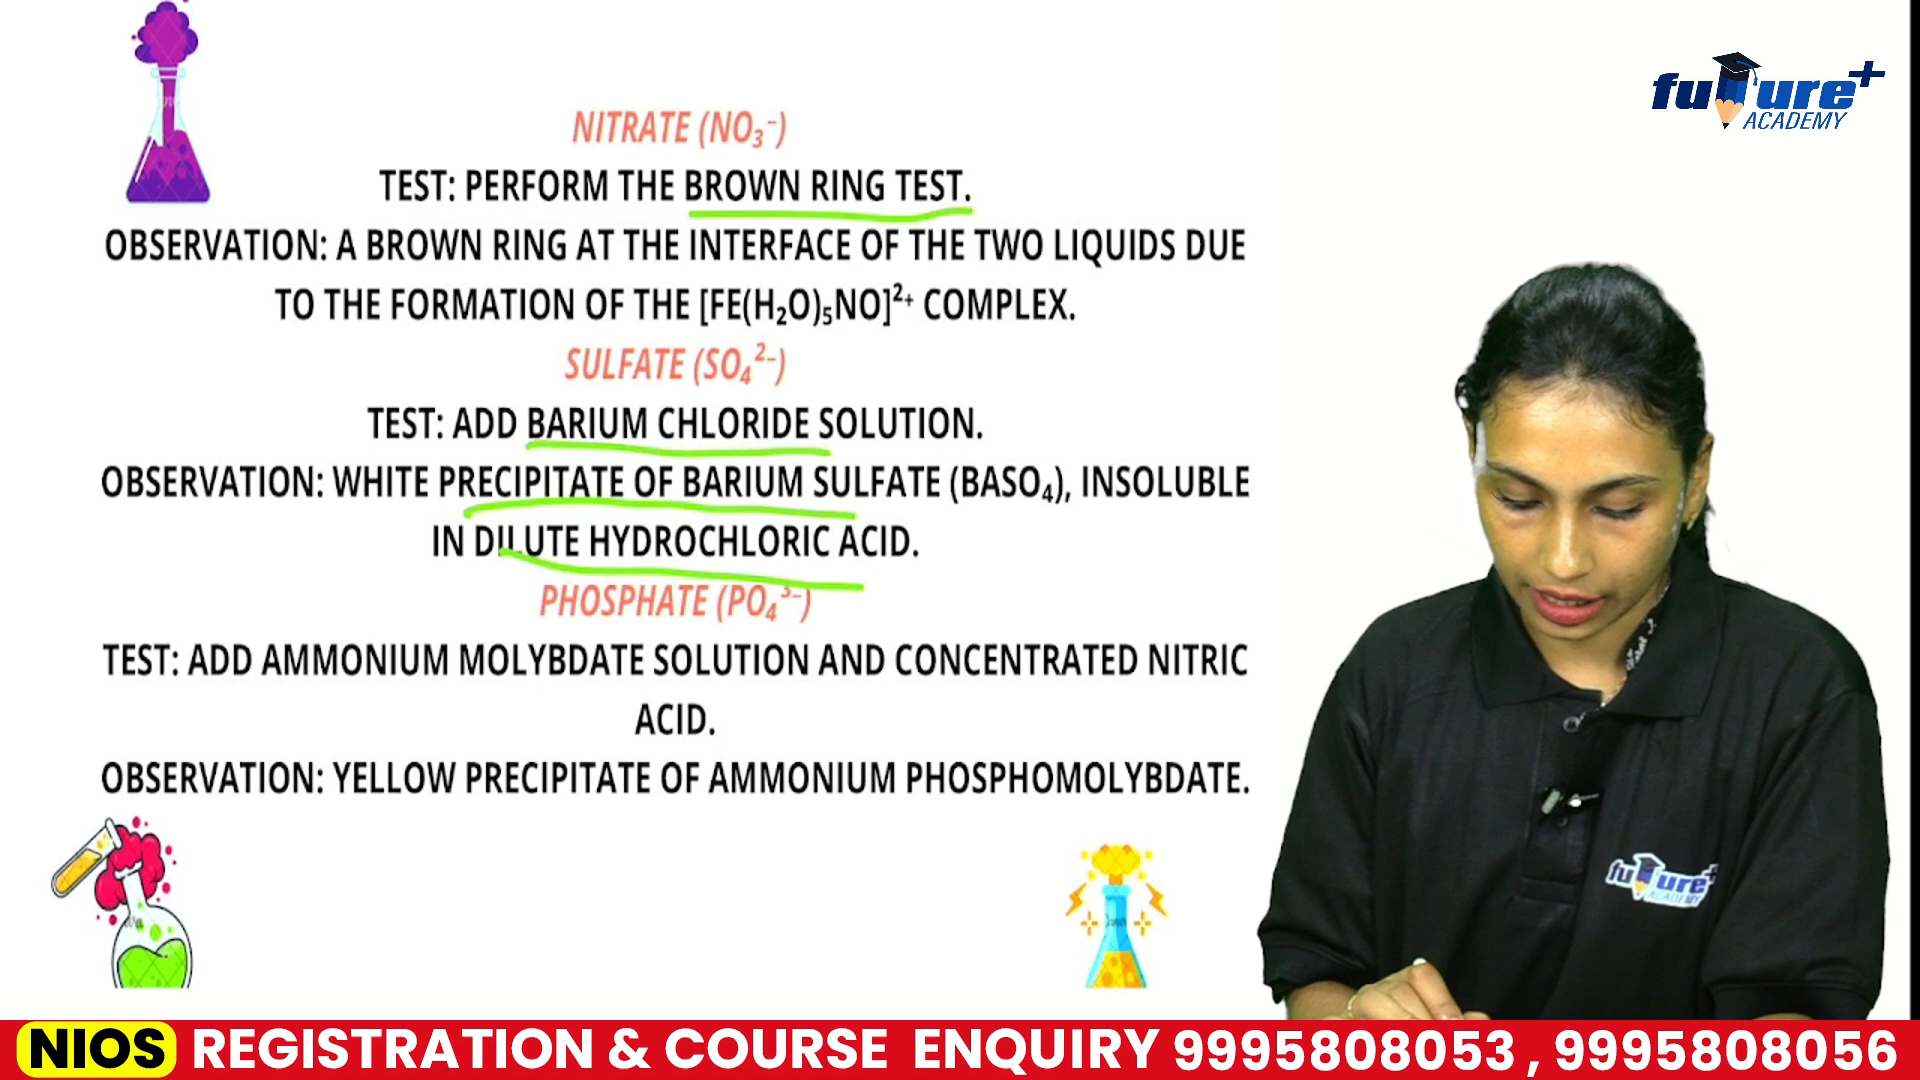 future+
ACADEMY
NITRATE (NO₃⁻)
TEST: PERFORM THE BROWN RING TEST.
OBSERVATION: A BROWN RING AT THE INTERFACE OF THE TWO LIQUIDS DUE
TO THE FORMATION OF THE [FE(H₂O)₅NO]²⁺ COMPLEX.
SULFATE (SO₄²⁻)
TEST: ADD BARIUM CHLORIDE SOLUTION.
OBSERVATION: WHITE PRECIPITATE OF BARIUM SULFATE (BASO₄), INSOLUBLE
IN DILUTE HYDROCHLORIC ACID.
PHOSPHATE (PO₄³⁻)
TEST: ADD AMMONIUM MOLYBDATE SOLUTION AND CONCENTRATED NITRIC
ACID.
OBSERVATION: YELLOW PRECIPITATE OF AMMONIUM PHOSPHOMOLYBDATE.
future+
ACADEMY
NIOS REGISTRATION & COURSE ENQUIRY 9995808053 , 9995808056